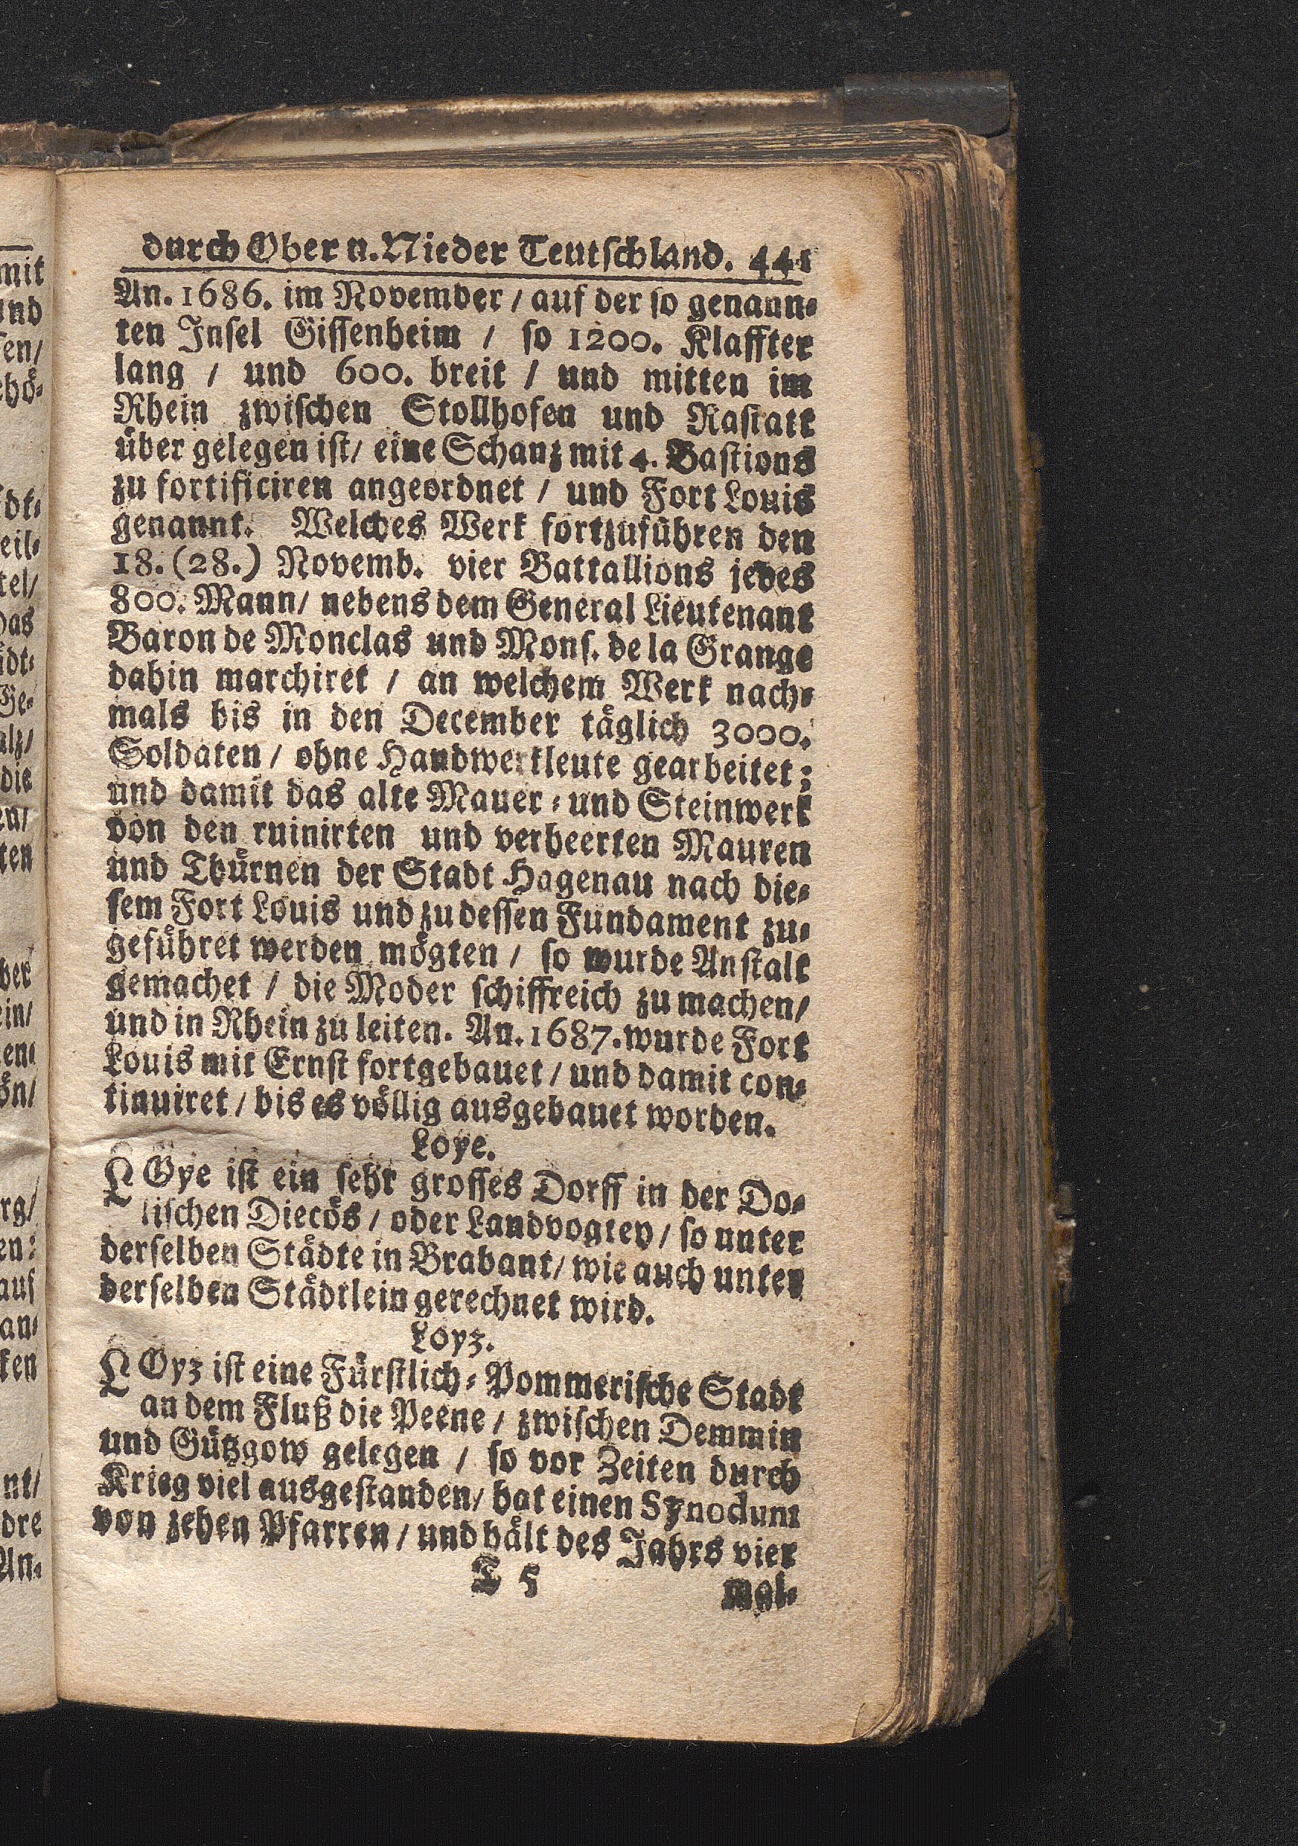 durch Ober u. Nieder Teutschland. 441
An. 1686. im November / auf der so genann-
ten Insel Gissenheim / so 1200. Klaffter
lang / und 600. breit / und mitten im
Rhein zwischen Stollhofen und Rastatt
über gelegen ist / eine Schanz mit 4. Bastions
zu fortificiren angeordnet / und Fort Louis
genannt. Welches Werk fortzuführen den
18. (28.) Novemb. vier Battallions jedes
800. Mann / nebens dem General Lieutenant
Baron de Monclas und Mons. de la Grange
dahin marchiret / an welchem Werk nach-
mals bis in den December täglich 3000.
Soldaten / ohne Handwerkleute gearbeitet;
und damit das alte Mauer- und Steinwerk
von den ruinirten und verheerten Mauren
und Thürnen der Stadt Hagenau nach die-
sem Fort Louis und zu dessen Fundament zu-
geführet werden mögten / so wurde Anstalt
gemachet / die Moder schiffreich zu machen /
und in Rhein zu leiten. An. 1687. wurde Fort
Louis mit Ernst fortgebauet / und damit con-
tinuiret / bis es völlig ausgebauet worden.
Loye.
LOye ist ein sehr grosses Dorff in der Do-
lischen Diecös / oder Landvogtey / so unter
derselben Städte in Brabant / wie auch unter
derselben Städtlein gerechnet wird.
Loyz.
LOyz ist eine Fürstlich-Pommerische Stadt
an dem Fluß die Peene / zwischen Demmin
und Gützgow gelegen / so vor Zeiten durch
Krieg viel ausgestanden / hat einen Synodum
von zehen Pfarren / und hält des Jahrs vier
T 5 mal-